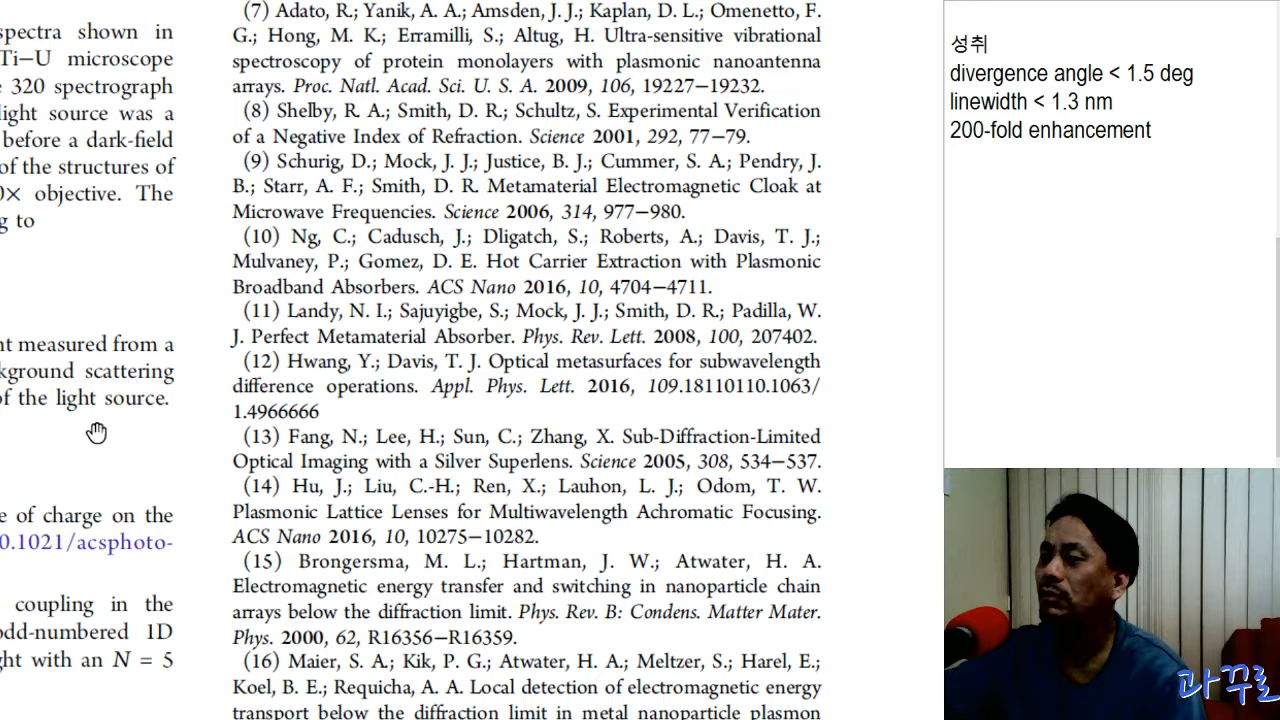 spectra shown in
Ti−U microscope
e 320 spectrograph
light source was a
before a dark-field
of the structures of
0× objective. The
g to
nt measured from a
kground scattering
of the light source.
e of charge on the
0.1021/acsphoto-
coupling in the
odd-numbered 1D
ght with an N = 5
(7) Adato, R.; Yanik, A. A.; Amsden, J. J.; Kaplan, D. L.; Omenetto, F.
G.; Hong, M. K.; Erramilli, S.; Altug, H. Ultra-sensitive vibrational
spectroscopy of protein monolayers with plasmonic nanoantenna
arrays. Proc. Natl. Acad. Sci. U. S. A. 2009, 106, 19227−19232.
(8) Shelby, R. A.; Smith, D. R.; Schultz, S. Experimental Verification
of a Negative Index of Refraction. Science 2001, 292, 77−79.
(9) Schurig, D.; Mock, J. J.; Justice, B. J.; Cummer, S. A.; Pendry, J.
B.; Starr, A. F.; Smith, D. R. Metamaterial Electromagnetic Cloak at
Microwave Frequencies. Science 2006, 314, 977−980.
(10) Ng, C.; Cadusch, J.; Dligatch, S.; Roberts, A.; Davis, T. J.;
Mulvaney, P.; Gomez, D. E. Hot Carrier Extraction with Plasmonic
Broadband Absorbers. ACS Nano 2016, 10, 4704−4711.
(11) Landy, N. I.; Sajuyigbe, S.; Mock, J. J.; Smith, D. R.; Padilla, W.
J. Perfect Metamaterial Absorber. Phys. Rev. Lett. 2008, 100, 207402.
(12) Hwang, Y.; Davis, T. J. Optical metasurfaces for subwavelength
difference operations. Appl. Phys. Lett. 2016, 109.18110110.1063/
1.4966666
(13) Fang, N.; Lee, H.; Sun, C.; Zhang, X. Sub-Diffraction-Limited
Optical Imaging with a Silver Superlens. Science 2005, 308, 534−537.
(14) Hu, J.; Liu, C.-H.; Ren, X.; Lauhon, L. J.; Odom, T. W.
Plasmonic Lattice Lenses for Multiwavelength Achromatic Focusing.
ACS Nano 2016, 10, 10275−10282.
(15) Brongersma, M. L.; Hartman, J. W.; Atwater, H. A.
Electromagnetic energy transfer and switching in nanoparticle chain
arrays below the diffraction limit. Phys. Rev. B: Condens. Matter Mater.
Phys. 2000, 62, R16356−R16359.
(16) Maier, S. A.; Kik, P. G.; Atwater, H. A.; Meltzer, S.; Harel, E.;
Koel, B. E.; Requicha, A. A. Local detection of electromagnetic energy
transport below the diffraction limit in metal nanoparticle plasmon
성취
divergence angle < 1.5 deg
linewidth < 1.3 nm
200-fold enhancement
과꾸로